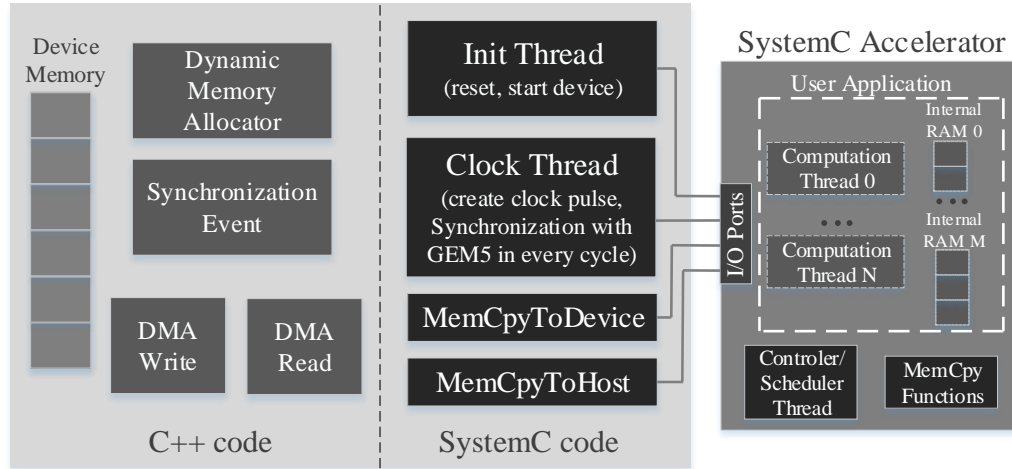 Device
Memory
Dynamic
Memory
Allocator
Synchronization
Event
DMA
Write
DMA
Read
C++ code
Init Thread
(reset, start device)
Clock Thread
(create clock pulse,
Synchronization with
GEM5 in every cycle)
MemCpyToDevice
MemCpyToHost
SystemC code
SystemC Accelerator
I/O Ports
User Application
Computation
Thread 0
Computation
Thread N
Internal
RAM 0
Internal
RAM M
Controler/
Scheduler
Thread
MemCpy
Functions